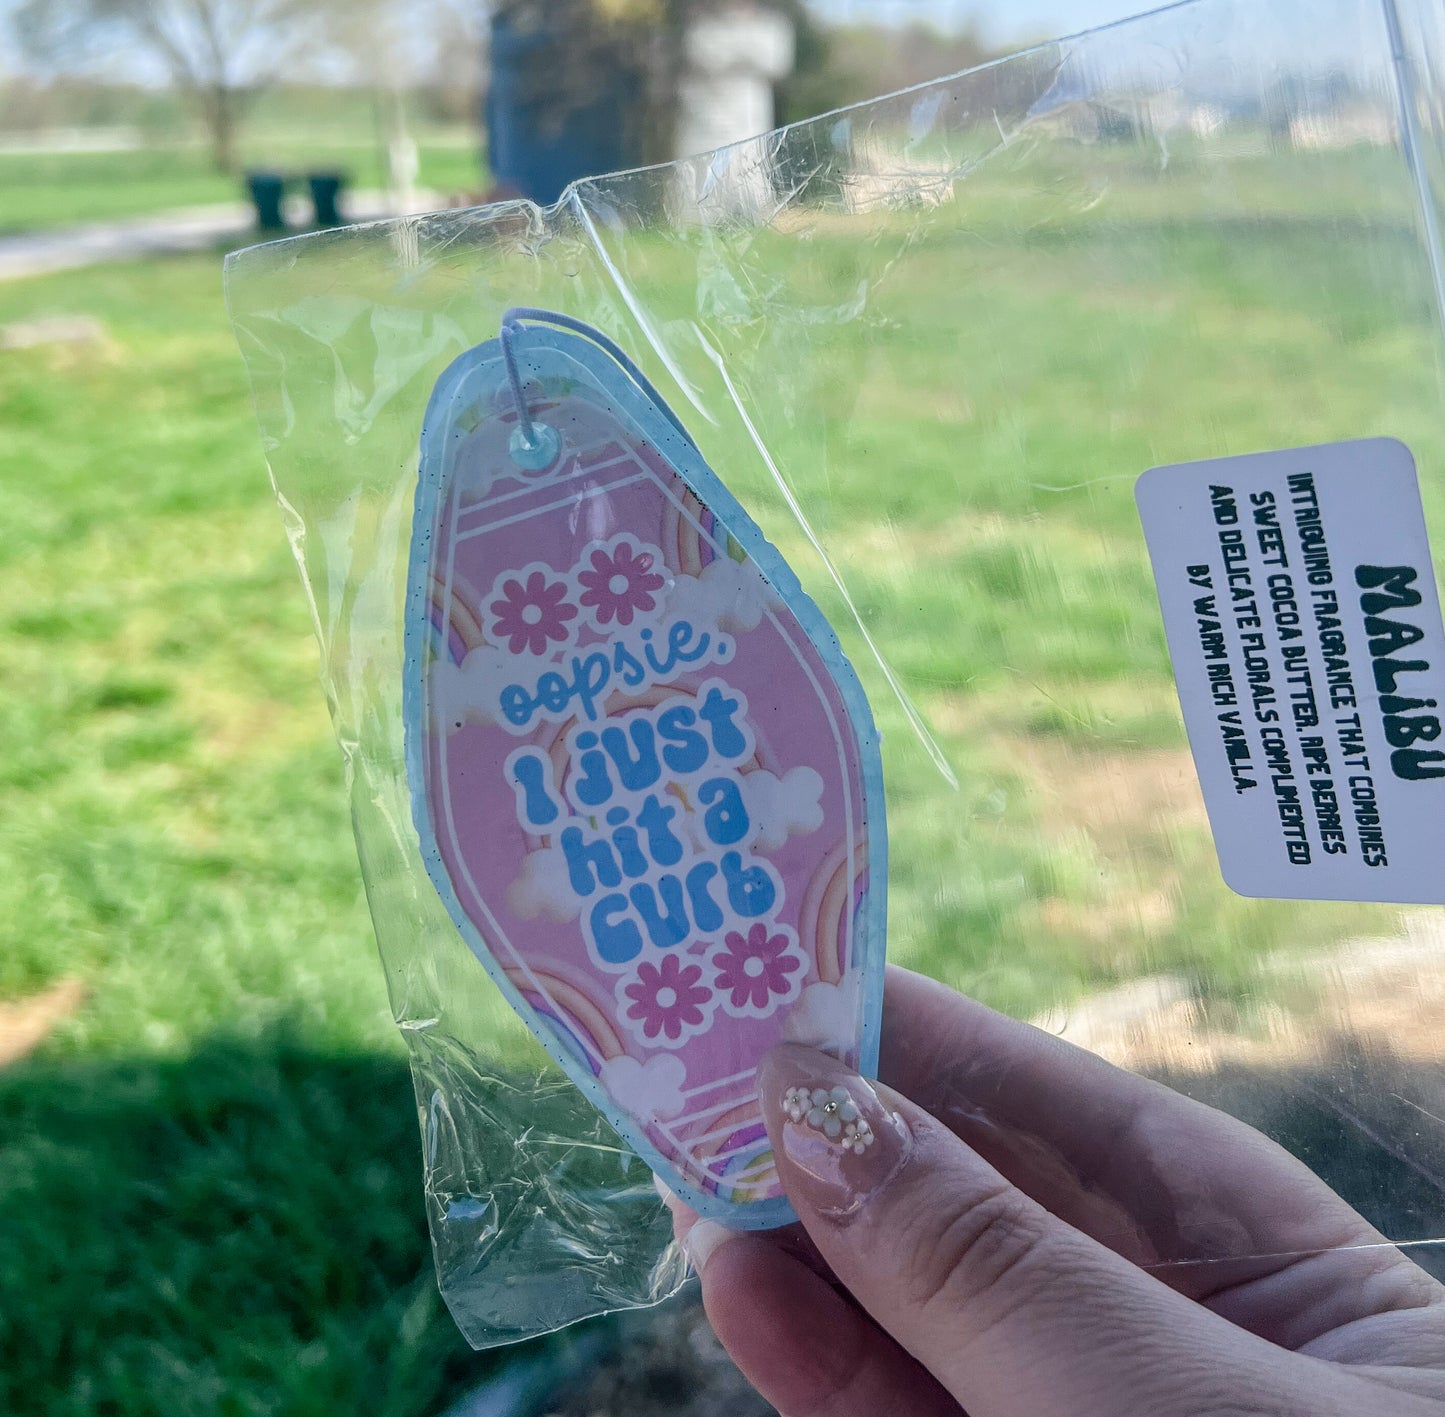 oopsie,
I just
hit a
curb
MALIBU
INTRIGUING FRAGRANCE THAT COMBINES
SWEET COCOA BUTTER, RIPE BERRIES
AND DELICATE FLORALS COMPLIMENTED
BY WARM RICH VANILLA.